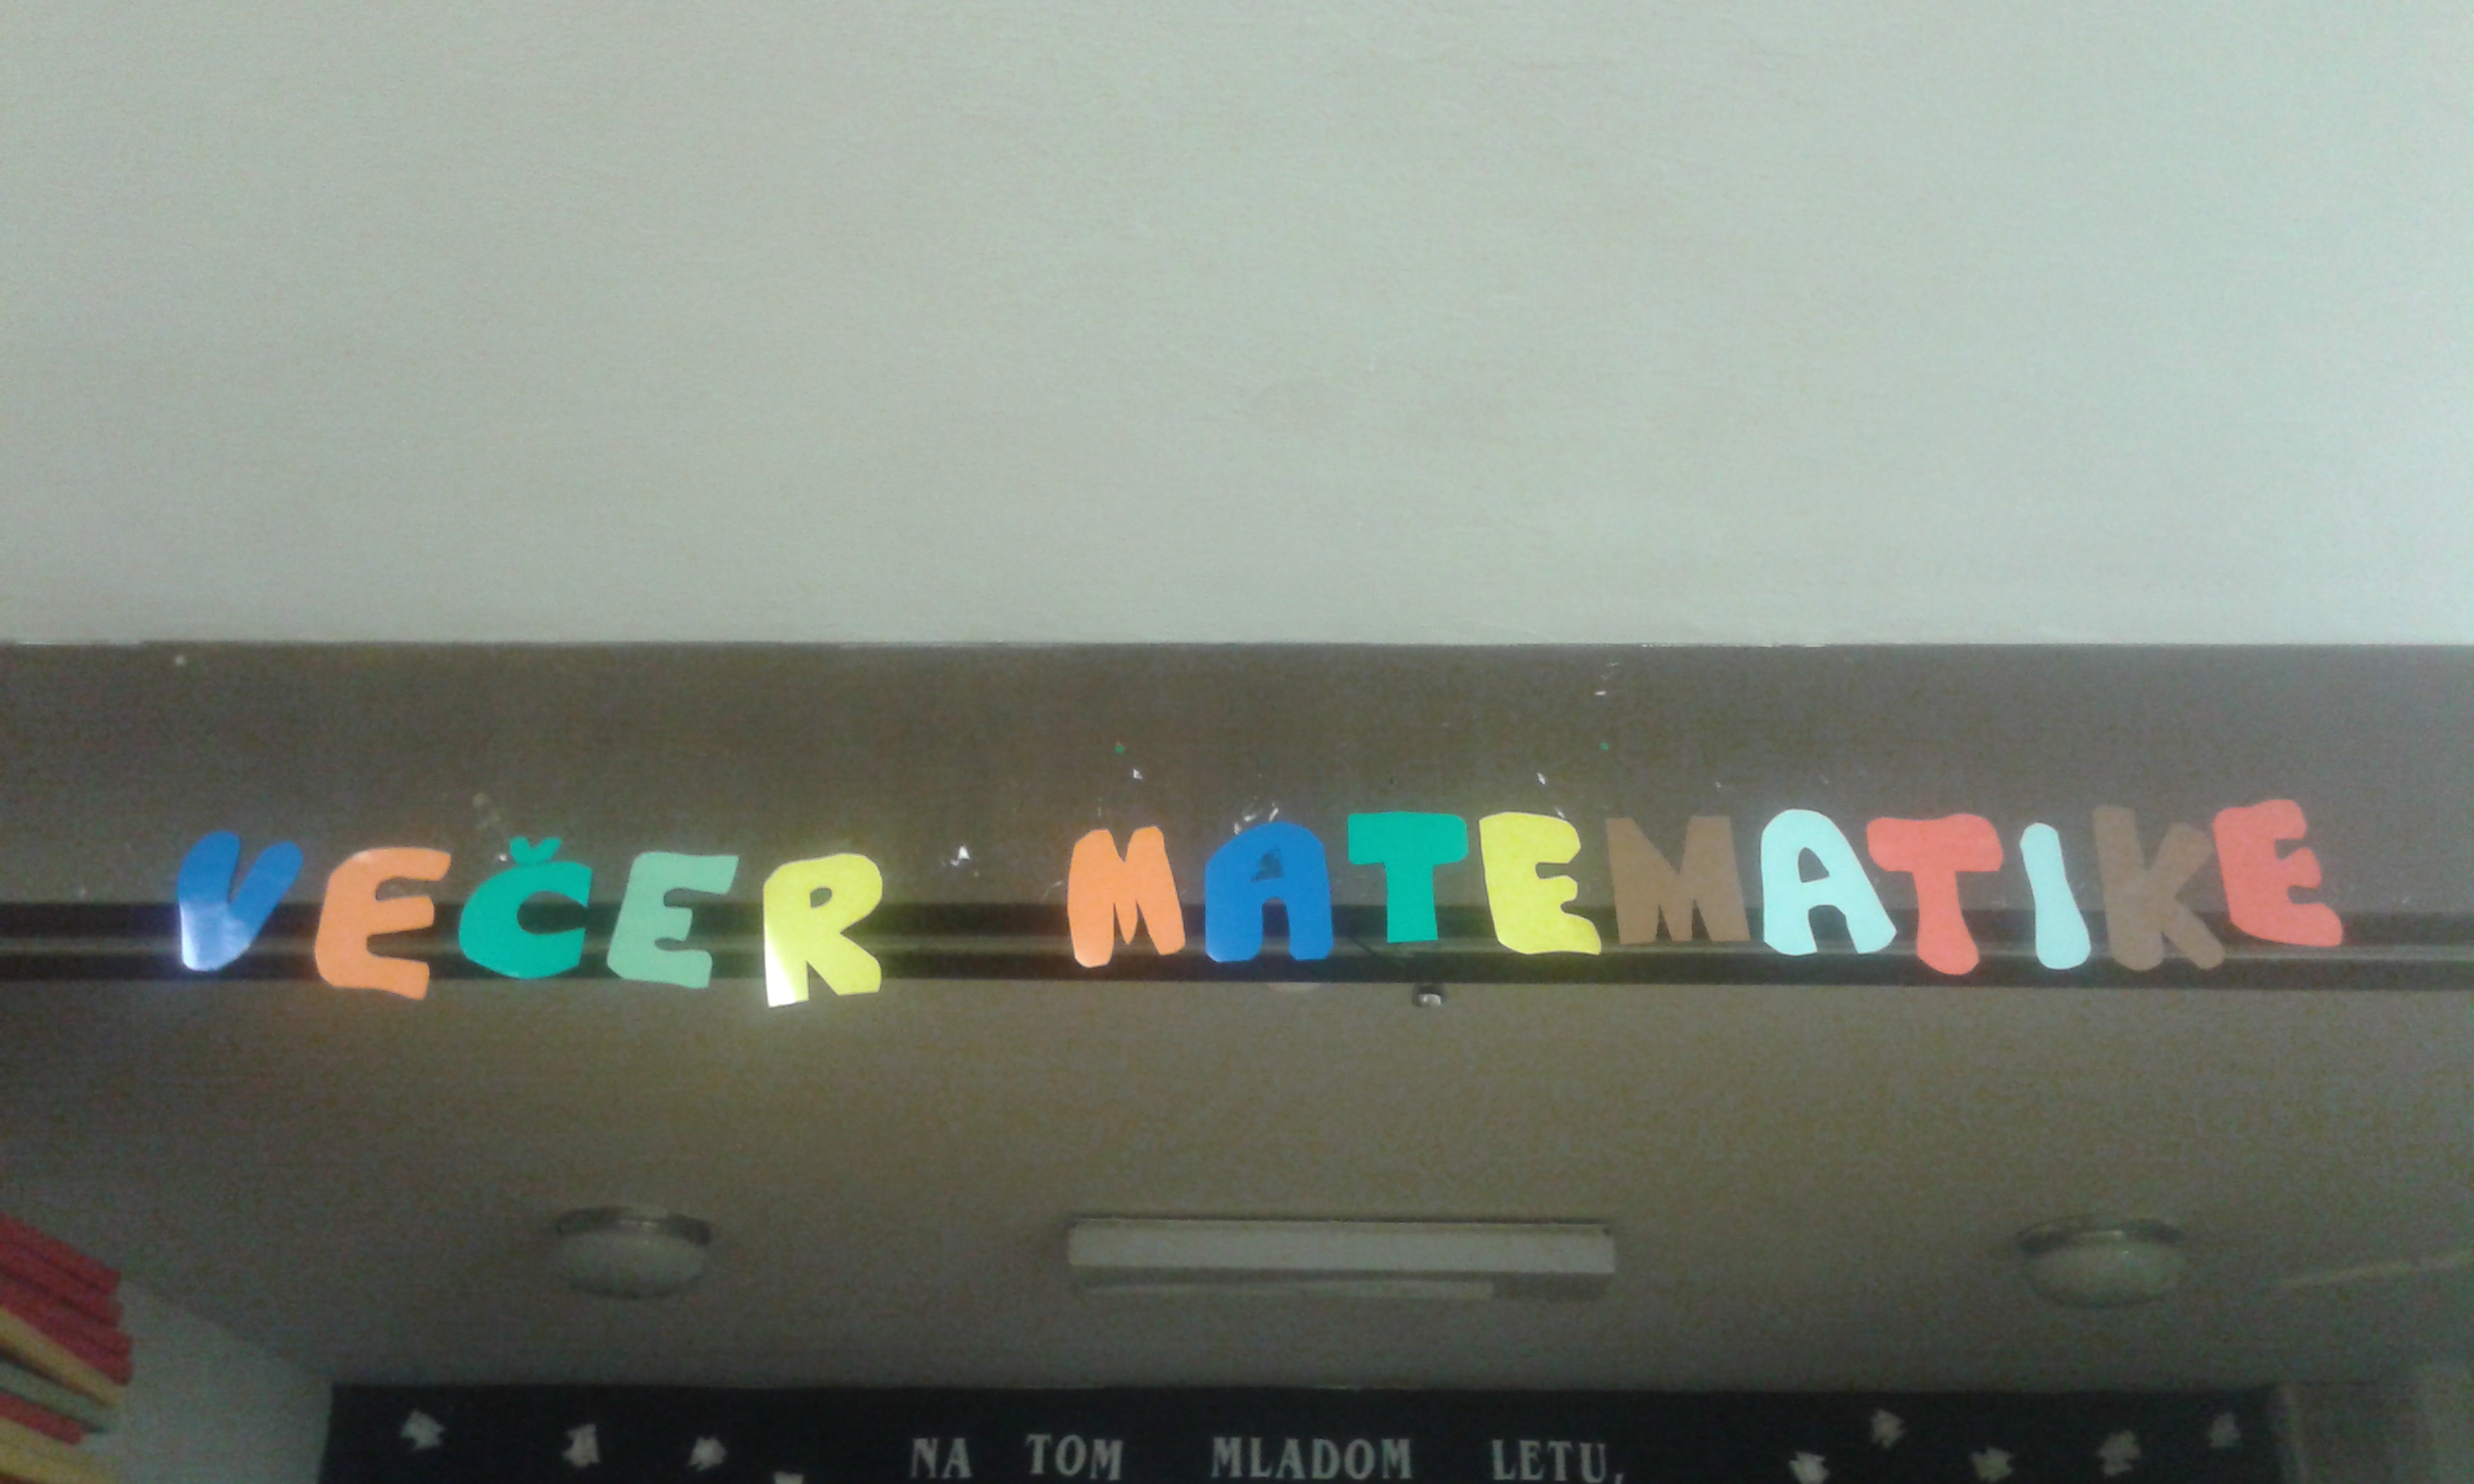 VEČER MATEMATIKE
NA TOM MLADOM LETU,